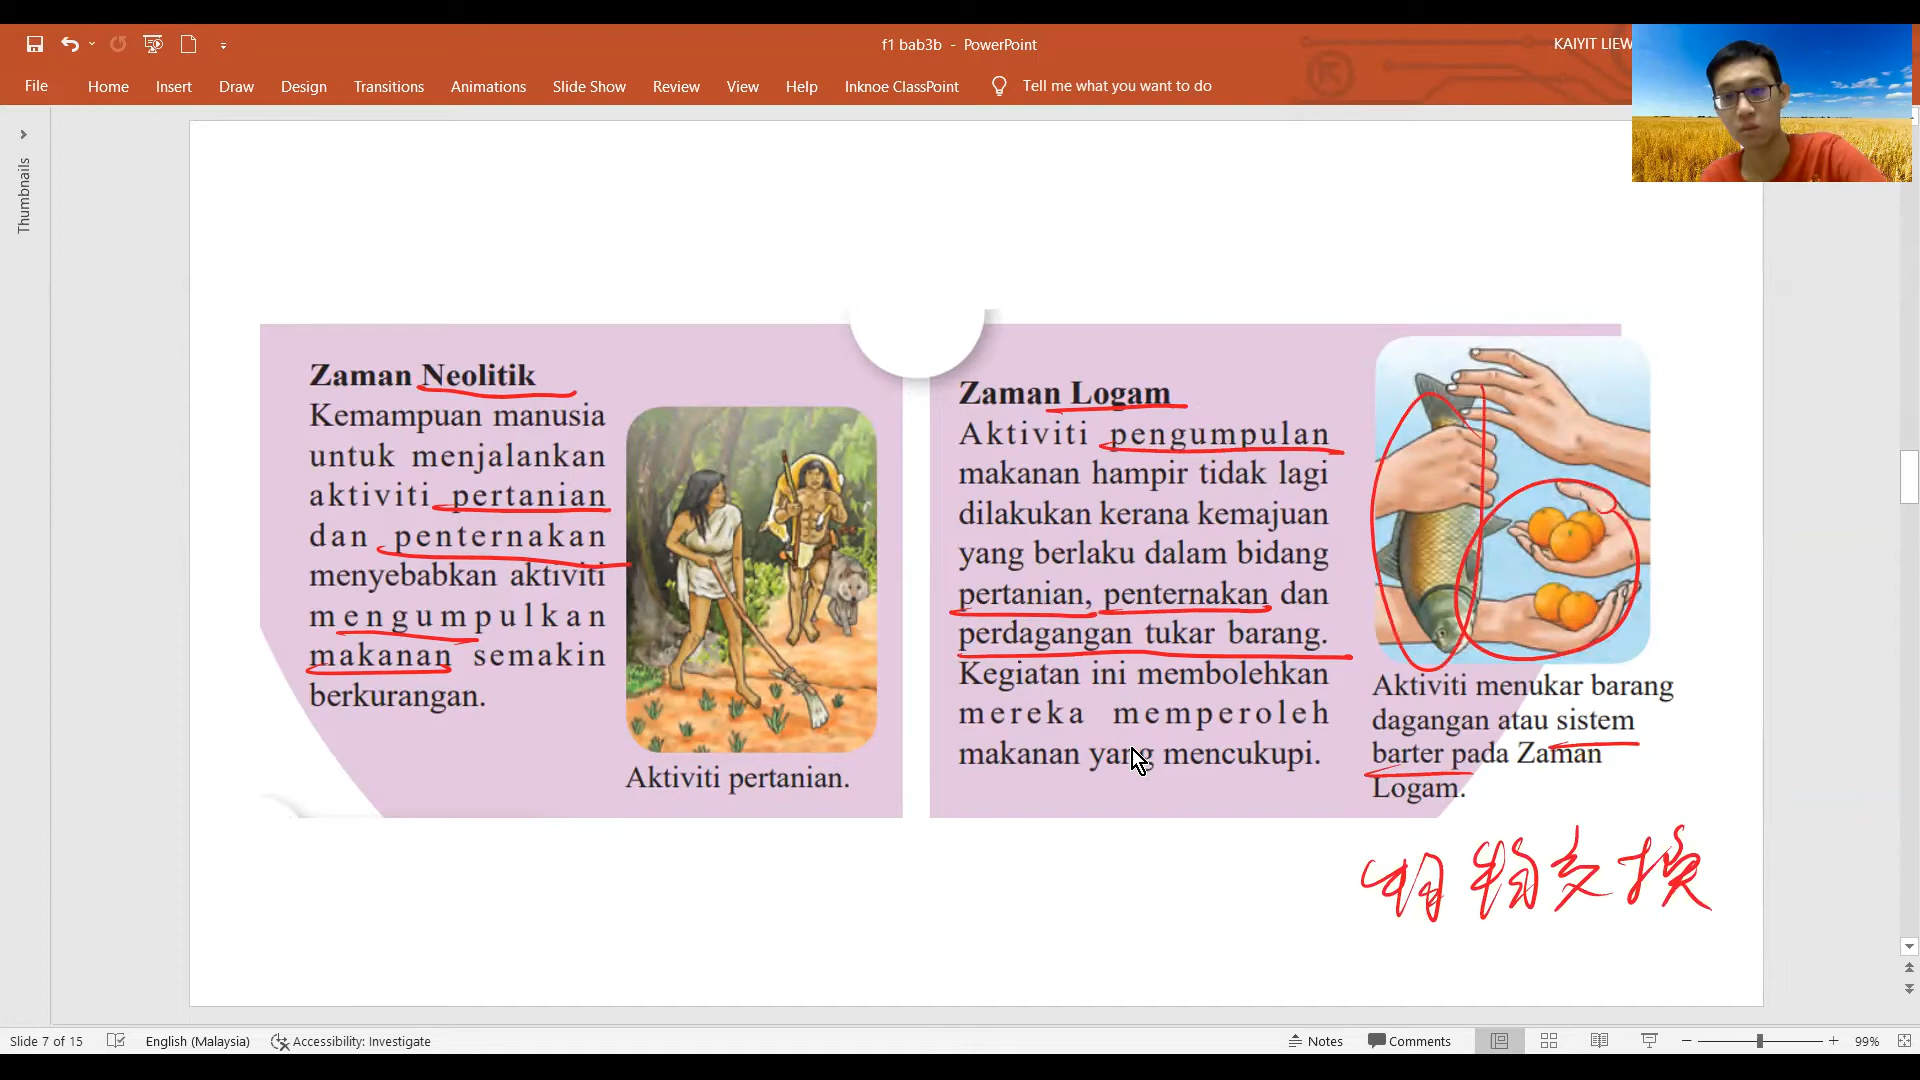 f1 bab3b - PowerPoint
KAIYIT LIEW
File Home Insert Draw Design Transitions Animations Slide Show Review View Help Inknoe ClassPoint Tell me what you want to do
Thumbnails
Zaman Neolitik
Kemampuan manusia
untuk menjalankan
aktiviti pertanian
dan penternakan
menyebabkan aktiviti
mengumpulkan
makanan semakin
berkurangan.
Aktiviti pertanian.
Zaman Logam
Aktiviti pengumpulan
makanan hampir tidak lagi
dilakukan kerana kemajuan
yang berlaku dalam bidang
pertanian, penternakan dan
perdagangan tukar barang.
Kegiatan ini membolehkan
mereka memperoleh
makanan yang mencukupi.
Aktiviti menukar barang
dagangan atau sistem
barter pada Zaman
Logam.
物物交换
Slide 7 of 15 English (Malaysia) Accessibility: Investigate Notes Comments 99%